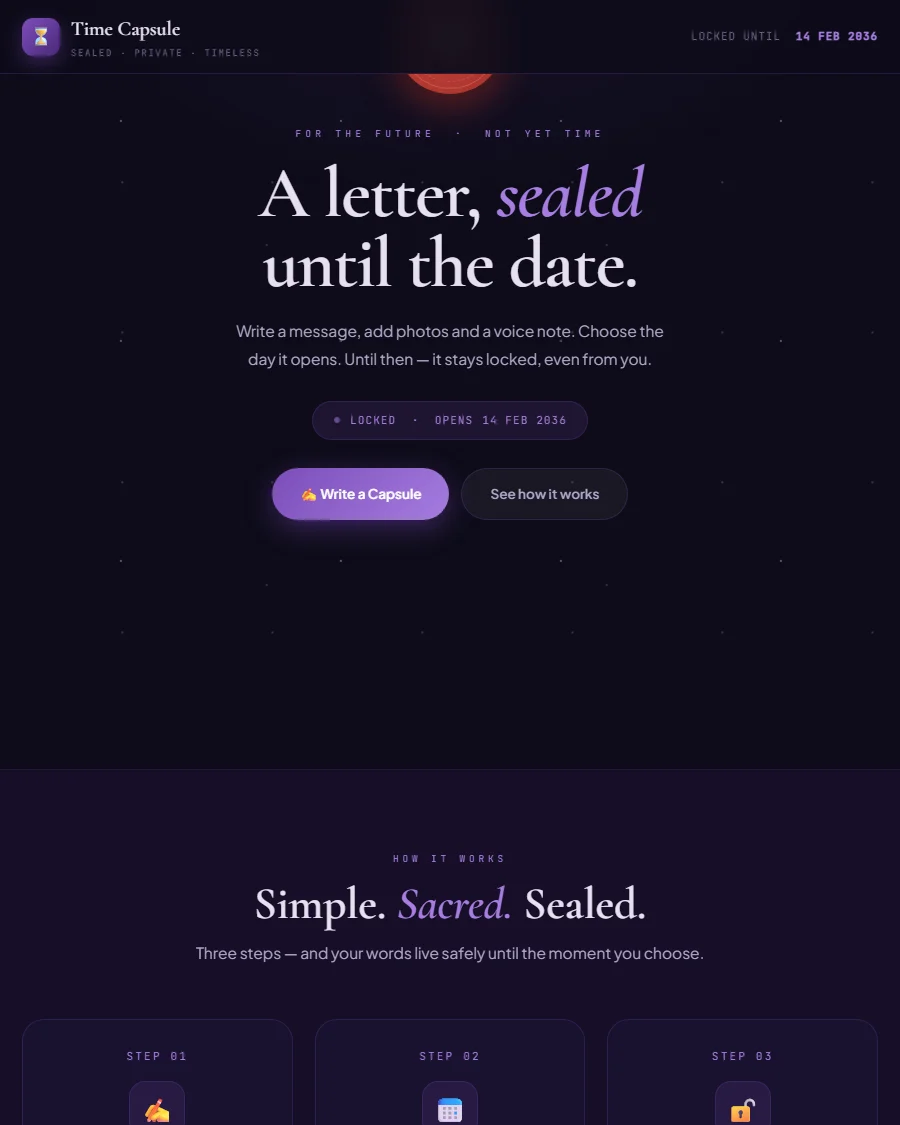 Time Capsule
SEALED · PRIVATE · TIMELESS
LOCKED UNTIL 14 FEB 2036
FOR THE FUTURE · NOT YET TIME
A letter, sealed
until the date.
Write a message, add photos and a voice note. Choose the
day it opens. Until then — it stays locked, even from you.
LOCKED · OPENS 14 FEB 2036
Write a Capsule
See how it works
HOW IT WORKS
Simple. Sacred. Sealed.
Three steps — and your words live safely until the moment you choose.
STEP 01
STEP 02
STEP 03